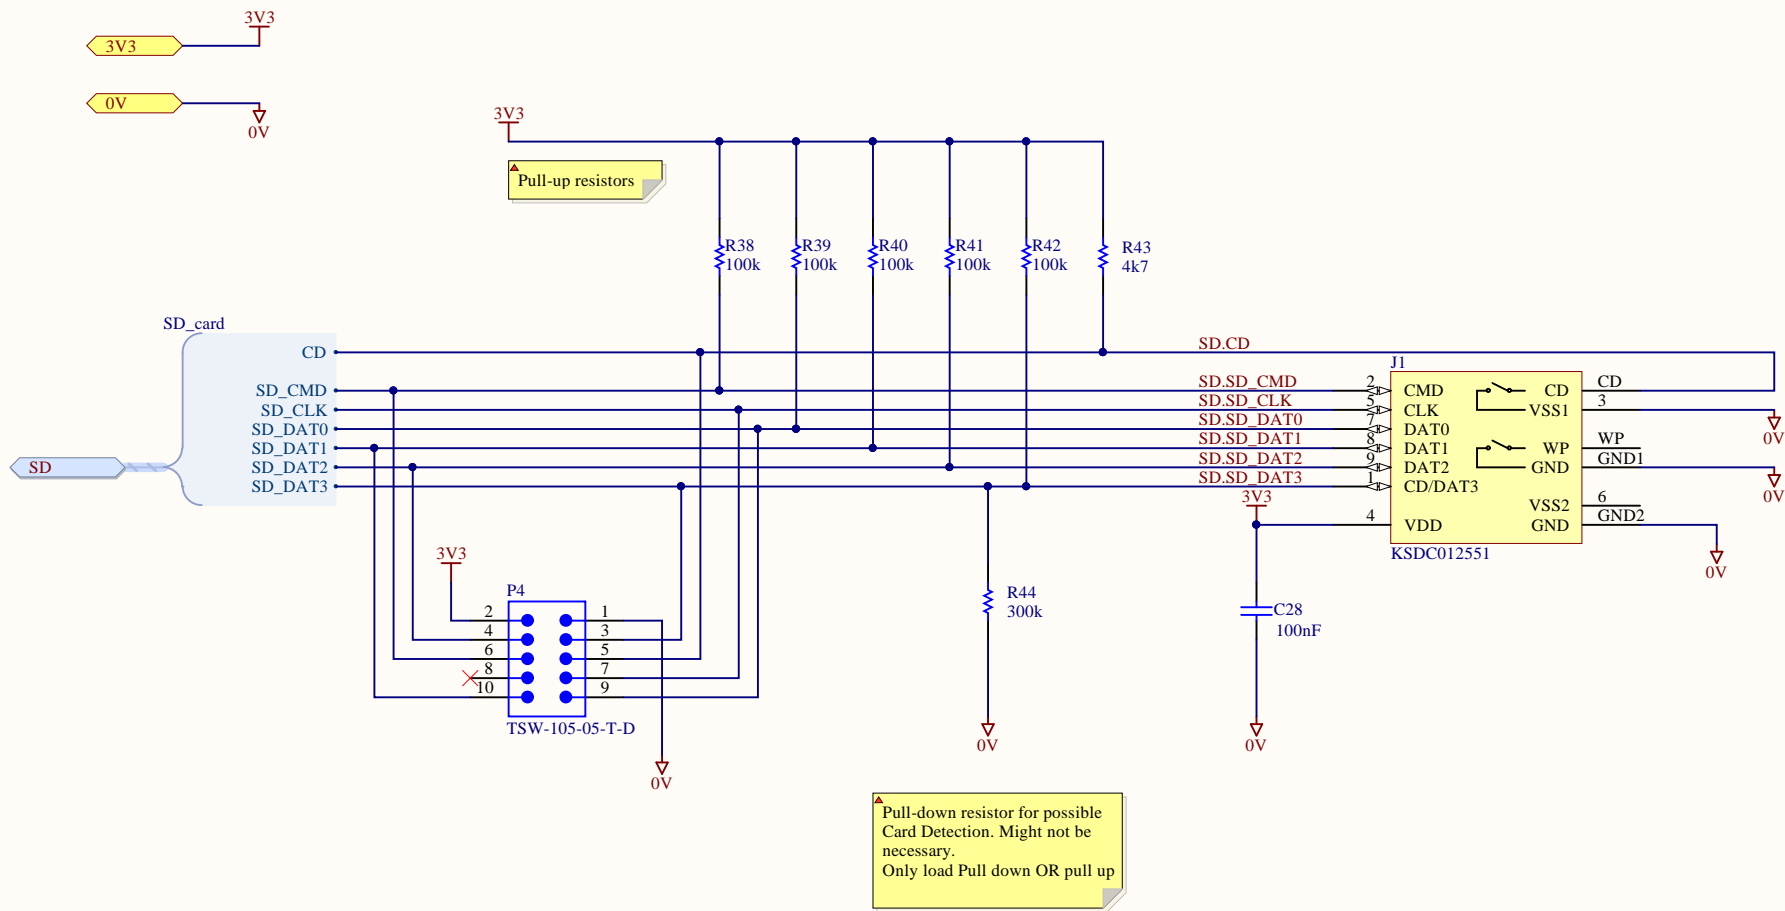 3V3
3V3
0V
0V
3V3
Pull-up resistors
R38
100k
R39
100k
R40
100k
R41
100k
R42
100k
R43
4k7
SD_card
CD
SD_CMD
SD_CLK
SD_DAT0
SD_DAT1
SD_DAT2
SD_DAT3
SD
SD.CD
SD.SD_CMD
SD.SD_CLK
SD.SD_DAT0
SD.SD_DAT1
SD.SD_DAT2
SD.SD_DAT3
J1
2
5
7
8
9
1
4
CMD
CLK
DAT0
DAT1
DAT2
CD/DAT3
VDD
CD
VSS1
WP
GND
VSS2
GND
CD
3
WP
GND1
6
GND2
KSDC012551
0V
0V
0V
3V3
C28
100nF
0V
R44
300k
0V
3V3
P4
2
4
6
8
10
1
3
5
7
9
TSW-105-05-T-D
0V
Pull-down resistor for possible
Card Detection. Might not be
necessary.
Only load Pull down OR pull up